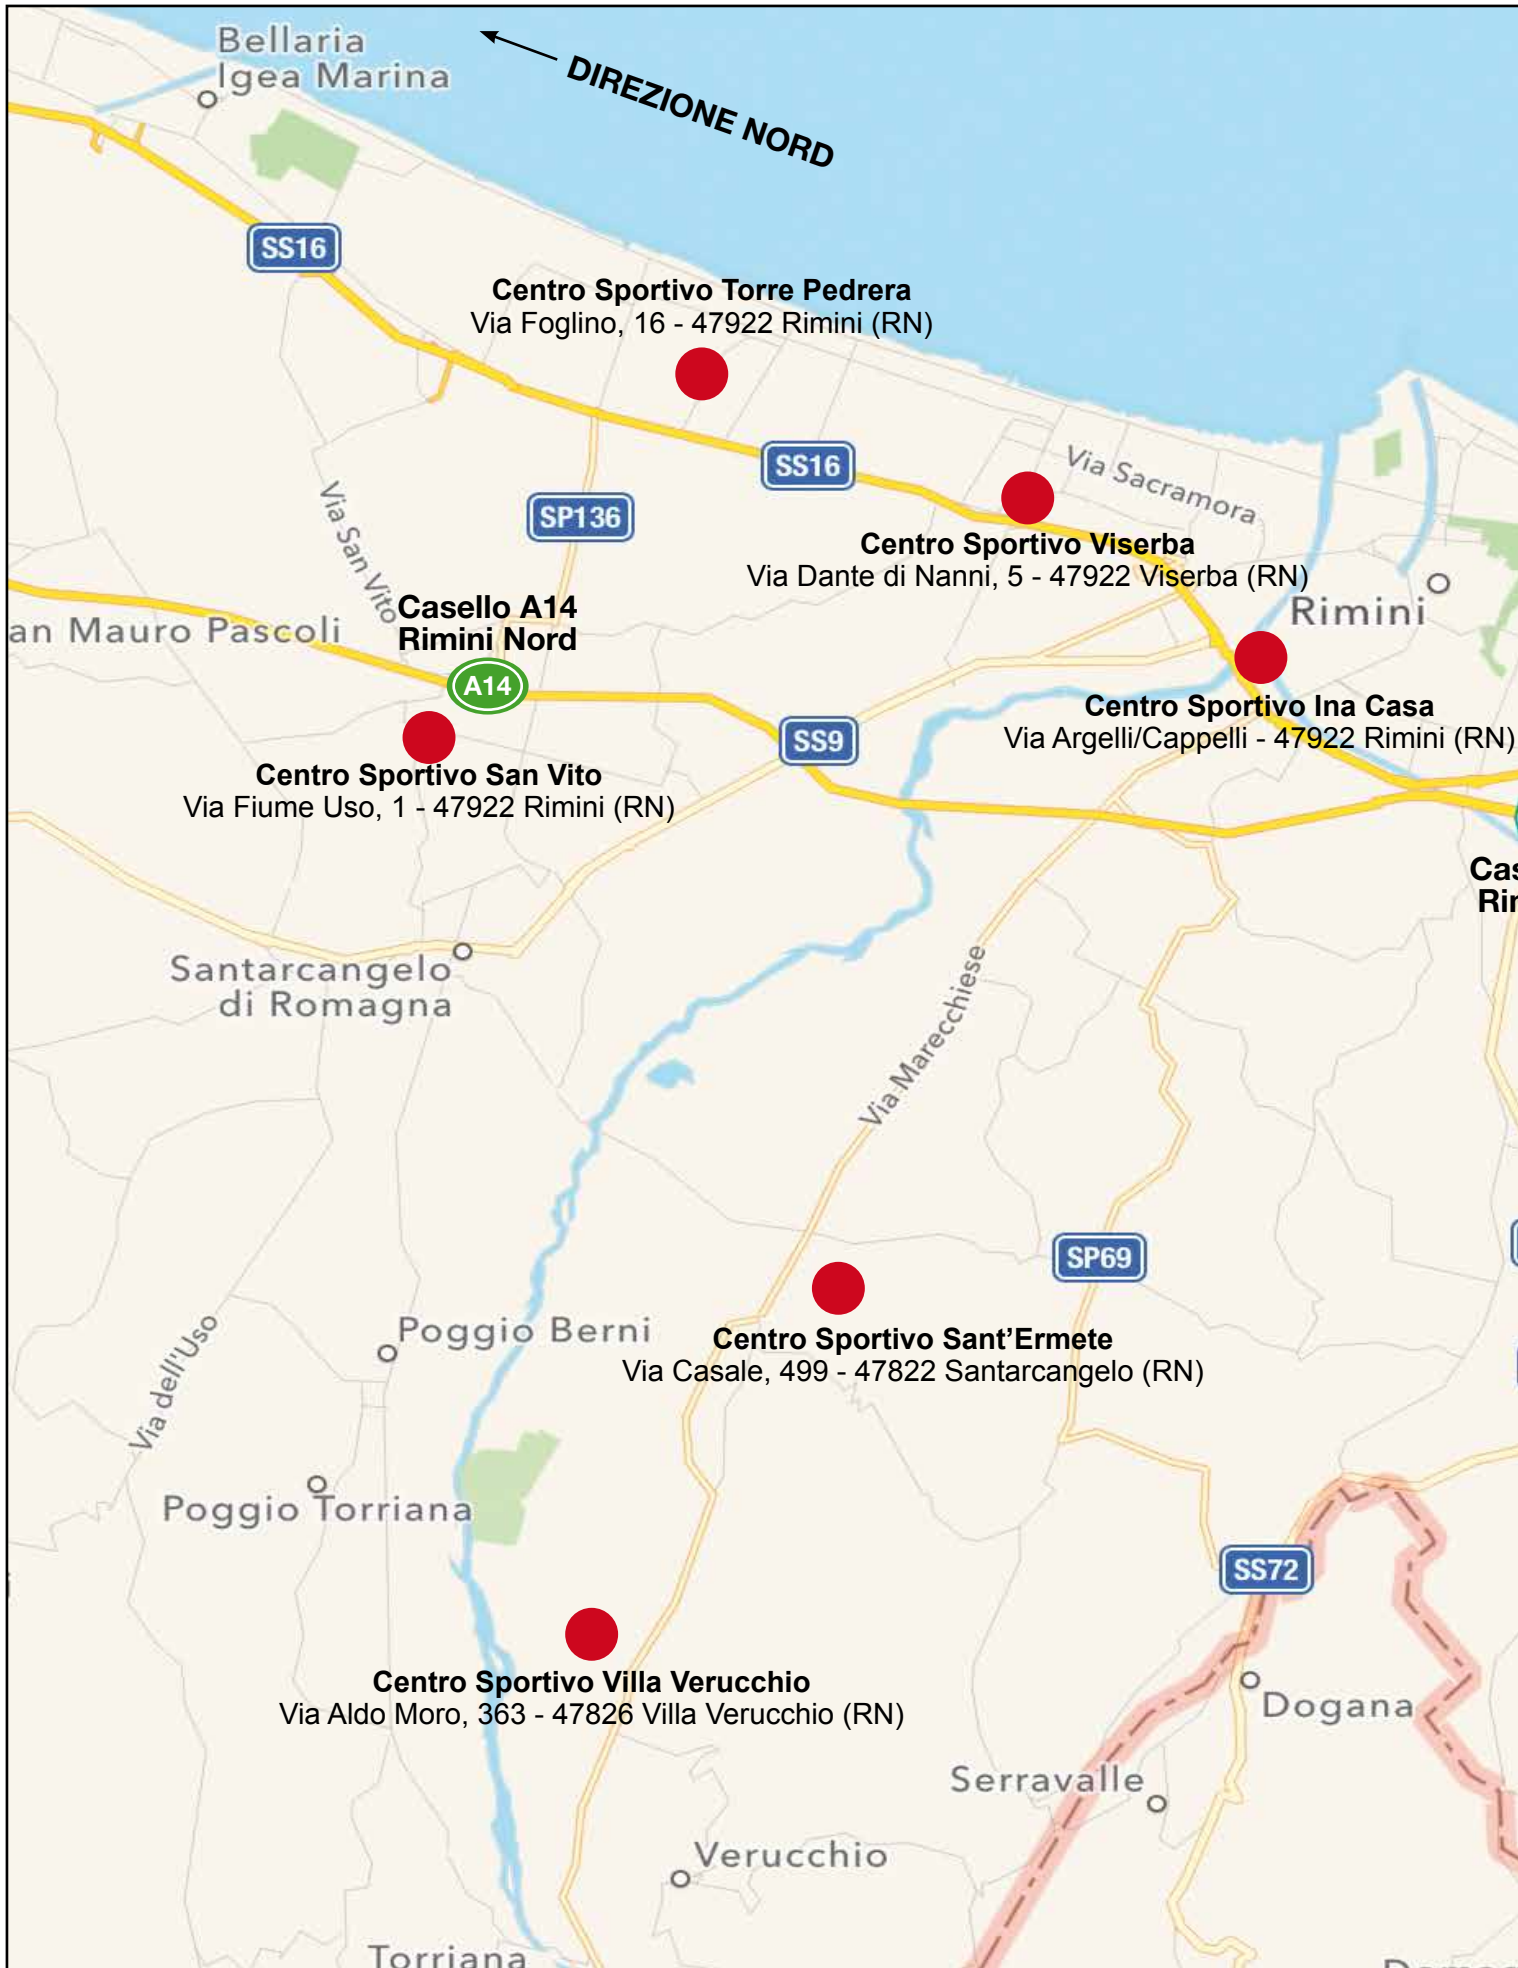 Bellaria
Igea Marina
DIREZIONE NORD
SS16
Centro Sportivo Torre Pedrera
Via Foglino, 16 - 47922 Rimini (RN)
SS16
Via Sacramora
SP136
Via San Vito
Centro Sportivo Viserba
Via Dante di Nanni, 5 - 47922 Viserba (RN)
Rimini
an Mauro Pascoli
Casello A14
Rimini Nord
A14
Centro Sportivo Ina Casa
Via Argelli/Cappelli - 47922 Rimini (RN)
SS9
Centro Sportivo San Vito
Via Fiume Uso, 1 - 47922 Rimini (RN)
Cas
Rin
Santarcangelo
di Romagna
Via Marecchiese
SP69
Poggio Berni
Centro Sportivo Sant’Ermete
Via Casale, 499 - 47822 Santarcangelo (RN)
Via dell'Uso
Poggio Torriana
SS72
Centro Sportivo Villa Verucchio
Via Aldo Moro, 363 - 47826 Villa Verucchio (RN)
Dogana
Serravalle
Verucchio
Torriana